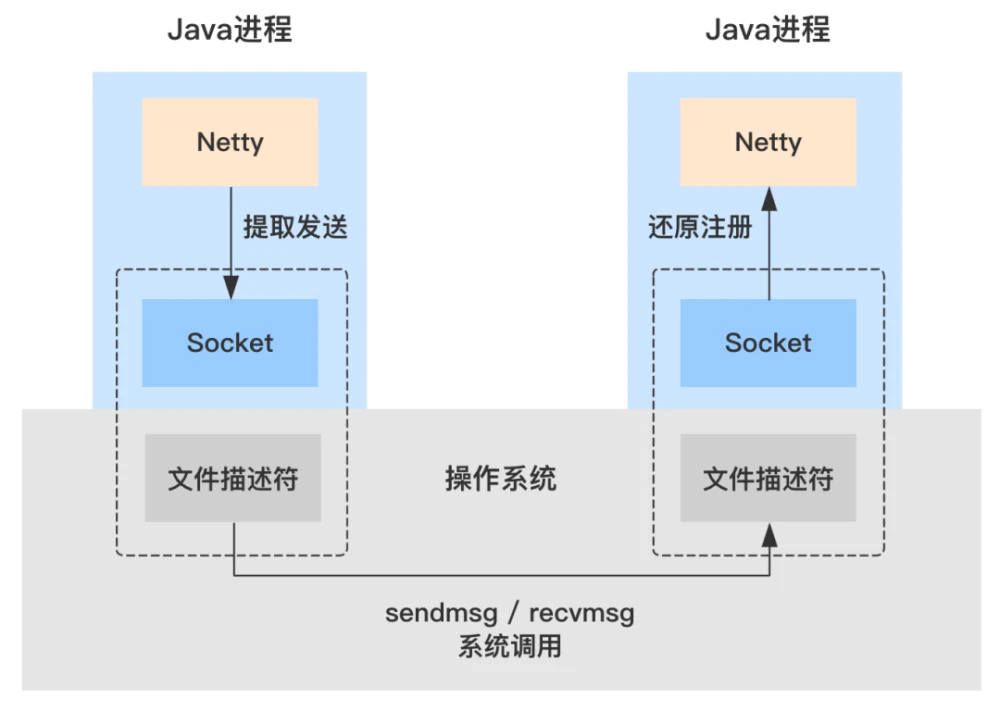 Java进程
Java进程
Netty
Netty
提取发送
还原注册
Socket
Socket
文件描述符
操作系统
文件描述符
sendmsg / recvmsg
系统调用